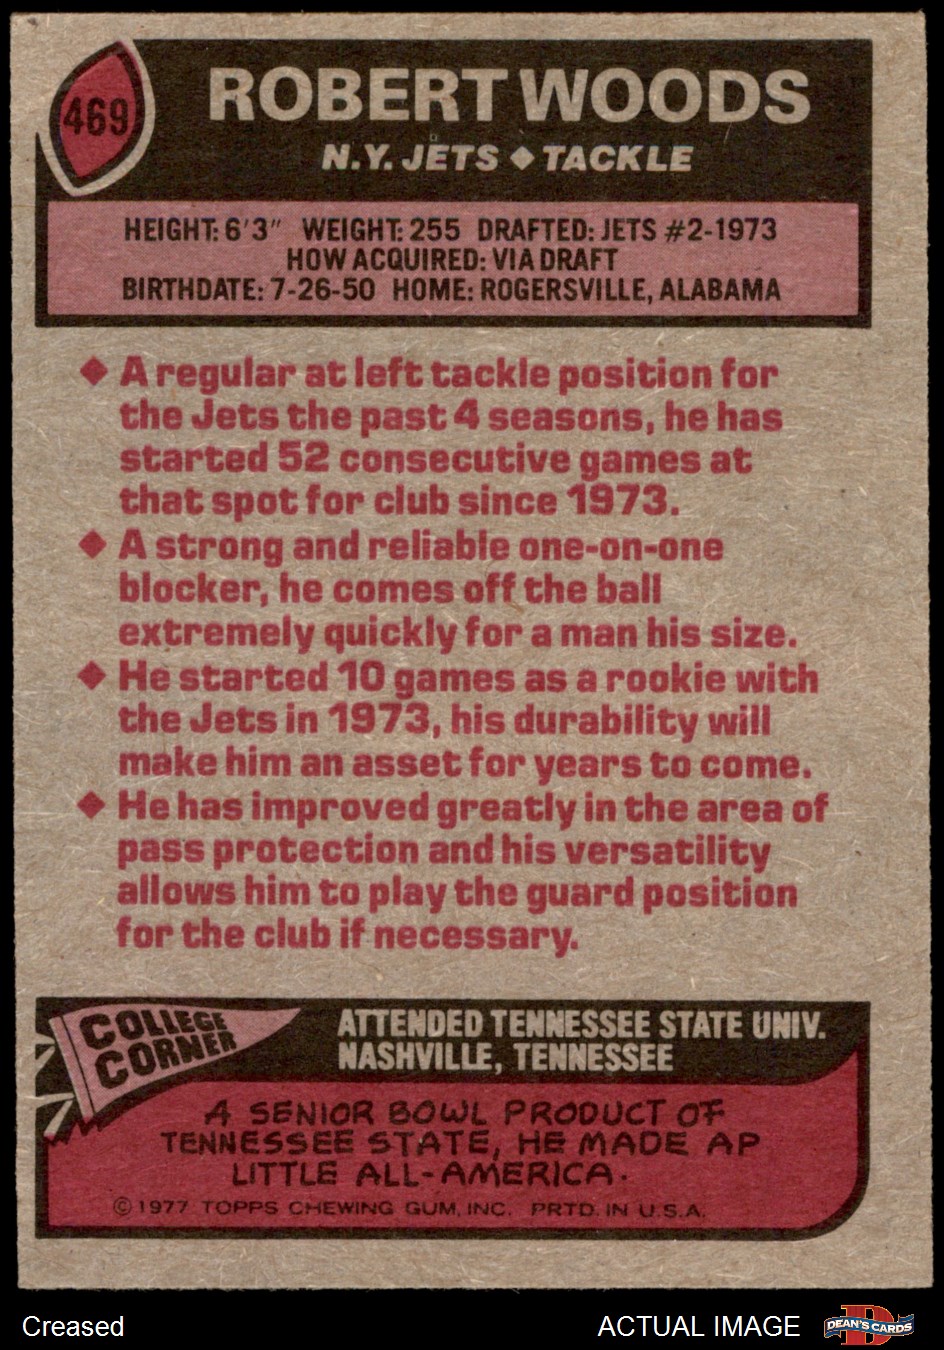 469
ROBERT WOODS
N.Y. JETS ◆ TACKLE
HEIGHT: 6'3" WEIGHT: 255 DRAFTED: JETS #2-1973
HOW ACQUIRED: VIA DRAFT
BIRTHDATE: 7-26-50 HOME: ROGERSVILLE, ALABAMA
◆ A regular at left tackle position for
the Jets the past 4 seasons, he has
started 52 consecutive games at
that spot for club since 1973.
◆ A strong and reliable one-on-one
blocker, he comes off the ball
extremely quickly for a man his size.
◆ He started 10 games as a rookie with
the Jets in 1973, his durability will
make him an asset for years to come.
◆ He has improved greatly in the area of
pass protection and his versatility
allows him to play the guard position
for the club if necessary.
COLLEGE
CORNER
ATTENDED TENNESSEE STATE UNIV.
NASHVILLE, TENNESSEE
A SENIOR BOWL PRODUCT OF
TENNESSEE STATE, HE MADE AP
LITTLE ALL-AMERICA.
© 1977 TOPPS CHEWING GUM, INC. PRTD. IN U.S.A.
Creased
ACTUAL IMAGE
D
DEAN'S CARDS